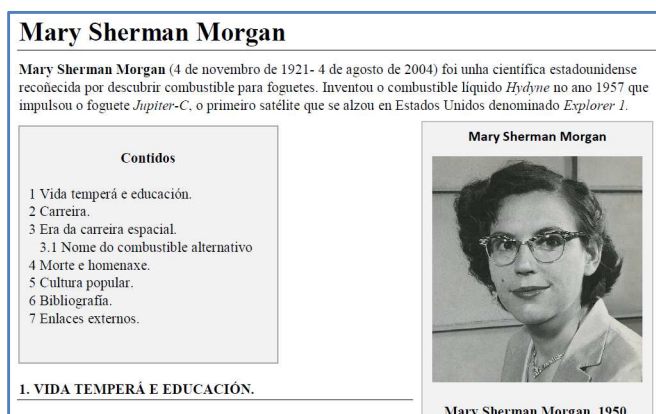 Mary Sherman Morgan
Mary Sherman Morgan (4 de novembro de 1921- 4 de agosto de 2004) foi unha científica estadounidense
recoñecida por descubrir combustible para foguetes. Inventou o combustible líquido Hydyne no ano 1957 que
impulsou o foguete Jupiter-C, o primeiro satélite que se alzou en Estados Unidos denominado Explorer 1.
Contidos
1 Vida temperá e educación.
2 Carreira.
3 Era da carreira espacial.
3.1 Nome do combustible alternativo
4 Morte e homenaxe.
5 Cultura popular.
6 Bibliografía.
7 Enlaces externos.
1. VIDA TEMPERÁ E EDUCACIÓN.
Mary Sherman Morgan
Mary Sherman Morgan, 1950